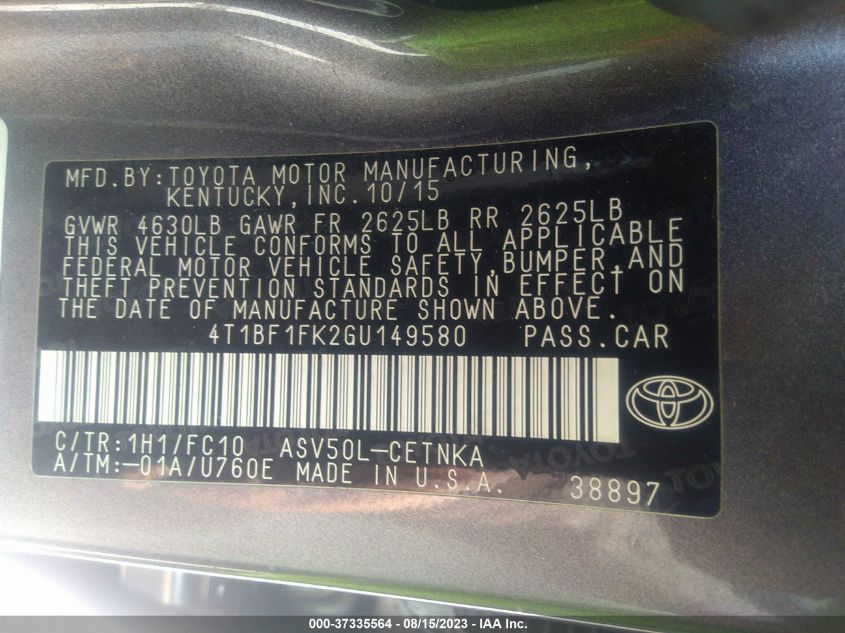 MFD.BY:TOYOTA MOTOR MANUFACTURING,
KENTUCKY,INC.10/15
GVWR 4630LB GAWR FR 2625LB RR 2625LB
THIS VEHICLE CONFORMS TO ALL APPLICABLE
FEDERAL MOTOR VEHICLE SAFETY,BUMPER,AND
THEFT PREVENTION STANDARDS IN EFFECT ON
THE DATE OF MANUFACTURE SHOWN ABOVE.
4T1BF1FK2GU149580 PASS.CAR
C/TR:1H1/FC10 ASV50L-CETNKA
A/TM:-01A/U760E MADE IN U.S.A. 38897
000-37335564 - 08/15/2023 - IAA Inc.